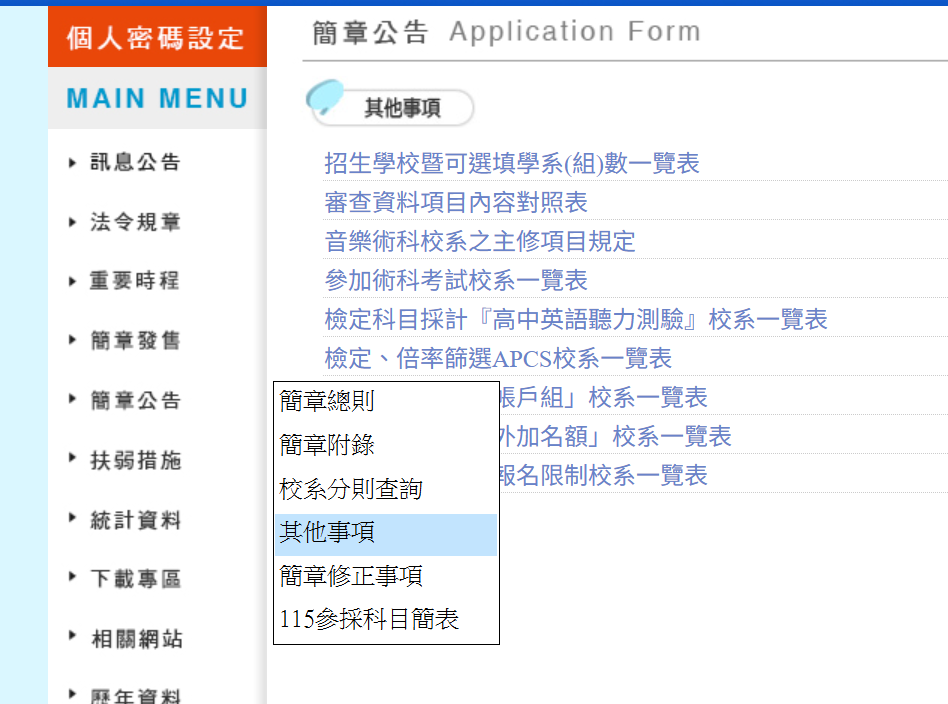 個人密碼設定
MAIN MENU
訊息公告
法令規章
重要時程
簡章發售
簡章公告
扶弱措施
統計資料
下載專區
相關網站
歷年資料
簡章公告 Application Form
其他事項
招生學校暨可選填學系(組)數一覽表
審查資料項目內容對照表
音樂術科校系之主修項目規定
參加術科考試校系一覽表
檢定科目採計『高中英語聽力測驗』校系一覽表
檢定、倍率篩選APCS校系一覽表
帳戶組」校系一覽表
外加名額」校系一覽表
報名限制校系一覽表
簡章總則
簡章附錄
校系分則查詢
其他事項
簡章修正事項
115參採科目簡表